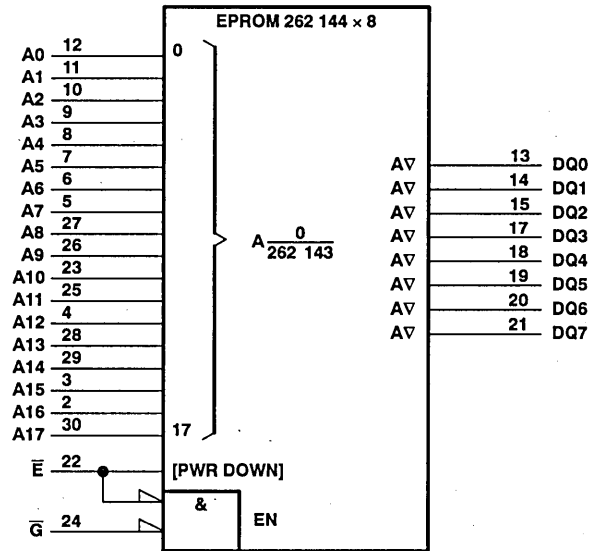 EPROM 262 144 × 8
A0 12 0
A1 11
A2 10
A3 9
A4 8
A5 7
A6 6
A7 5
A8 27
A9 26
A10 23
A11 25
A12 4
A13 28
A14 29
A15 3
A16 2
A17 30 17
A 0
262 143
A∇ 13 DQ0
A∇ 14 DQ1
A∇ 15 DQ2
A∇ 17 DQ3
A∇ 18 DQ4
A∇ 19 DQ5
A∇ 20 DQ6
A∇ 21 DQ7
E̅ 22 [PWR DOWN]
&
G̅ 24 EN